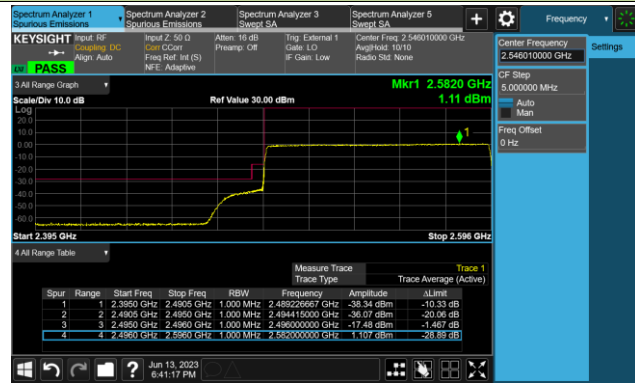 Spectrum Analyzer 1
Spurious Emissions
Spectrum Analyzer 2
Spurious Emissions
Spectrum Analyzer 3
Swept SA
Spectrum Analyzer 5
Swept SA
+
Frequency
KEYSIGHT
Input: RF
Coupling: DC
Align: Auto
Input Z: 50 Ω
Corr CCorr
Freq Ref: Int (S)
NFE: Adaptive
Atten: 16 dB
Preamp: Off
Trig: External 1
Gate: LO
IF Gain: Low
Center Freq: 2.546010000 GHz
Avg|Hold: 10/10
Radio Std: None
PASS
Center Frequency
2.546010000 GHz
Settings
CF Step
5.000000 MHz
Auto
Man
Freq Offset
0 Hz
3 All Range Graph
Mkr1 2.5820 GHz
1.11 dBm
Scale/Div 10.0 dB
Ref Value 30.00 dBm
Log
20.0
10.0
0.00
-10.0
-20.0
-30.0
-40.0
-50.0
-60.0
1
Start 2.395 GHz
Stop 2.596 GHz
4 All Range Table
Measure Trace Trace 1
Trace Type Trace Average (Active)
Spur Range Start Freq Stop Freq RBW Frequency Amplitude ΔLimit
1 1 2.3950 GHz 2.4905 GHz 1.000 MHz 2.489226667 GHz -38.34 dBm -10.33 dB
2 2 2.4905 GHz 2.4950 GHz 1.000 MHz 2.494415000 GHz -36.07 dBm -20.06 dB
3 3 2.4950 GHz 2.4960 GHz 1.000 MHz 2.496000000 GHz -17.48 dBm -1.467 dB
4 4 2.4960 GHz 2.5960 GHz 1.000 MHz 2.582000000 GHz 1.107 dBm -28.89 dB
?
Jun 13, 2023
6:41:17 PM